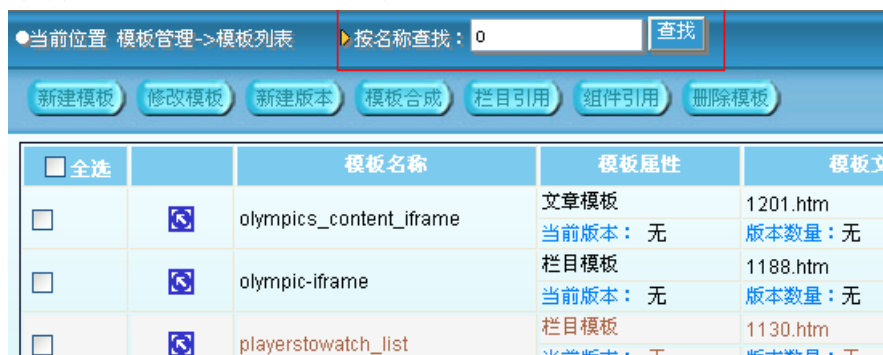 当前位置 模板管理->模板列表 按名称查找： o 查找
新建模板 修改模板 新建版本 模板合成 栏目引用 组件引用 删除模板
全选 模板名称 模板属性 模板文
olympics_content_iframe 文章模板 1201.htm
当前版本： 无 版本数量：无
olympic-iframe 栏目模板 1188.htm
当前版本： 无 版本数量：无
playerstowatch_list 栏目模板 1130.htm